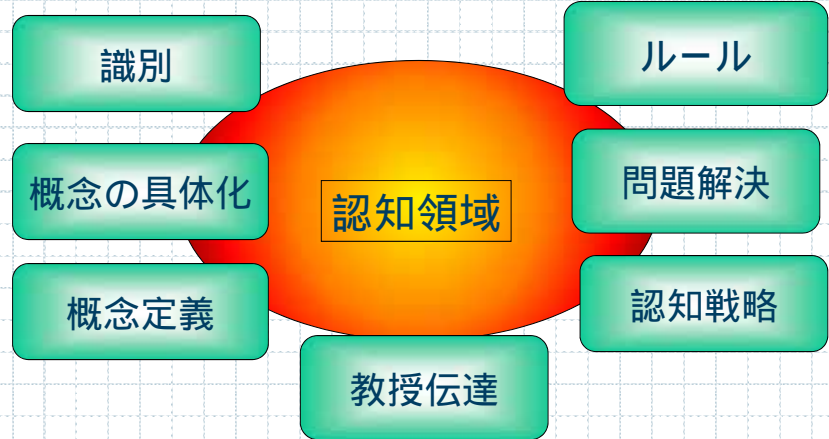 識別
概念の具体化
概念定義
認知領域
教授伝達
ルール
問題解決
認知戦略